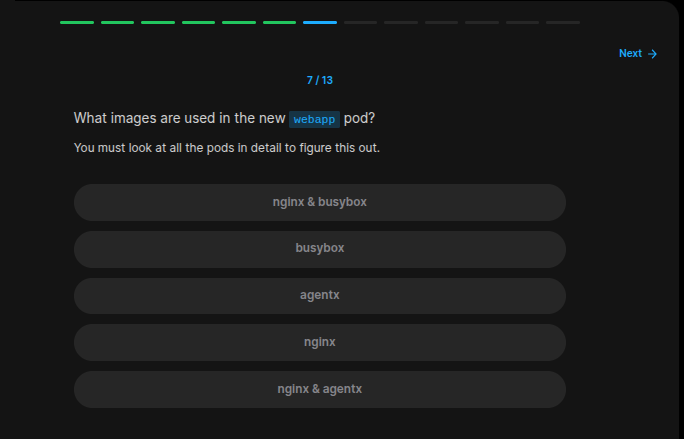 Next →
7 / 13
What images are used in the new webapp pod?
You must look at all the pods in detail to figure this out.
nginx & busybox
busybox
agentx
nginx
nginx & agentx